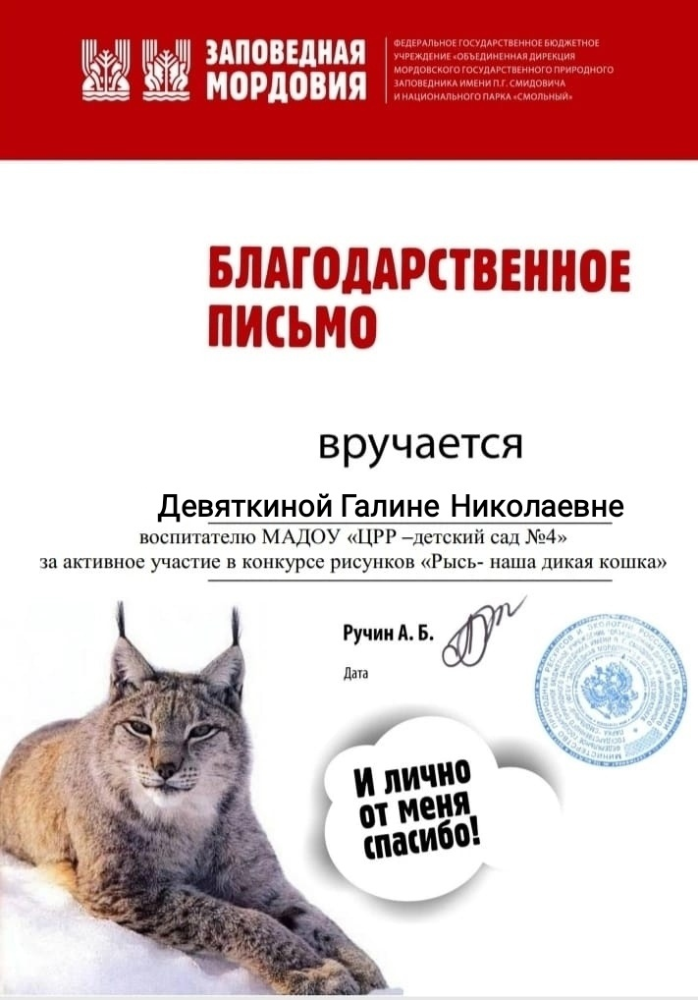 ЗАПОВЕДНАЯ
МОРДОВИЯ
ФЕДЕРАЛЬНОЕ ГОСУДАРСТВЕННОЕ БЮДЖЕТНОЕ
УЧРЕЖДЕНИЕ «ОБЪЕДИНЕННАЯ ДИРЕКЦИЯ
МОРДОВСКОГО ГОСУДАРСТВЕННОГО ПРИРОДНОГО
ЗАПОВЕДНИКА ИМЕНИ П.Г. СМИДОВИЧА
И НАЦИОНАЛЬНОГО ПАРКА «СМОЛЬНЫЙ»
БЛАГОДАРСТВЕННОЕ
ПИСЬМО
вручается
Девяткиной Галине Николаевне
воспитателю МАДОУ «ЦРР –детский сад №4»
за активное участие в конкурсе рисунков «Рысь- наша дикая кошка»
Ручин А. Б.
Дата
И лично
от меня
спасибо!